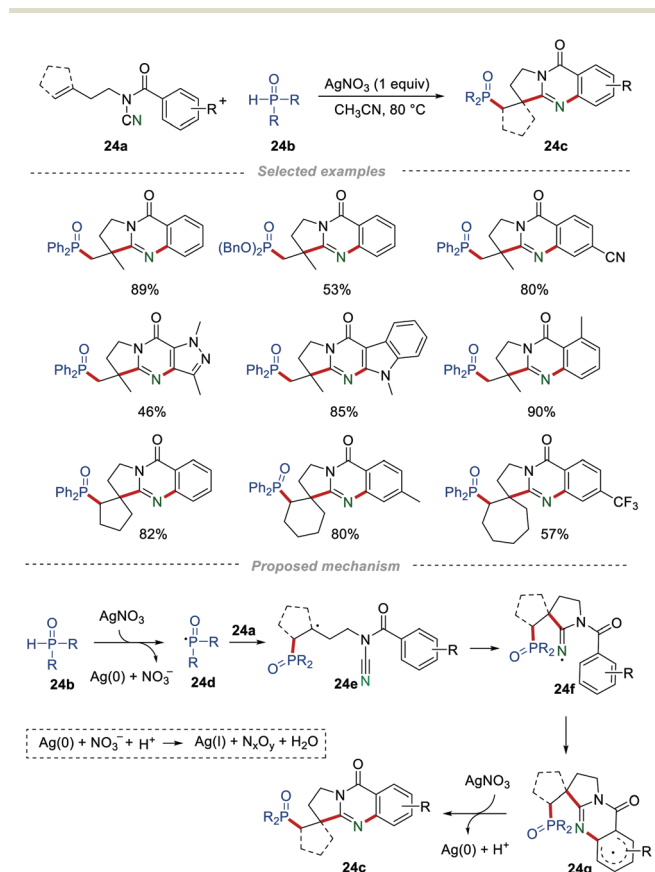 O
N
CN
R
+
O
H-P-R
R
AgNO3 (1 equiv)
CH3CN, 80 °C
O
R2P
O
N
N
R
24a
24b
24c
Selected examples
O
Ph2P
O
N
N
89%
O
(BnO)2P
O
N
N
53%
O
Ph2P
O
N
N
CN
80%
O
Ph2P
O
N
N
N
N
46%
O
Ph2P
O
N
N
N
85%
O
Ph2P
O
N
N
90%
O
Ph2P
O
N
N
82%
O
Ph2P
O
N
N
80%
O
Ph2P
O
N
N
CF3
57%
Proposed mechanism
O
H-P-R
R
24b
AgNO3
Ag(0) + NO3−
O
·P-R
R
24d
24a
O
N
O=PR2
N
R
24e
O=PR2
N
N
O
R
24f
Ag(0) + NO3− + H+ → Ag(I) + NxOy + H2O
O
R2P
O
N
N
R
24c
AgNO3
Ag(0) + H+
O=PR2
N
N
O
R
24g